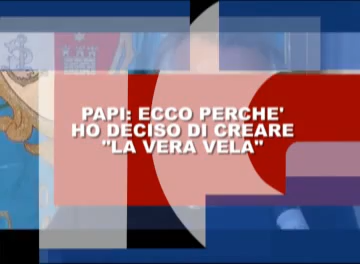 PAPI: ECCO PERCHE'
HO DECISO DI CREARE
"LA VERA VELA"